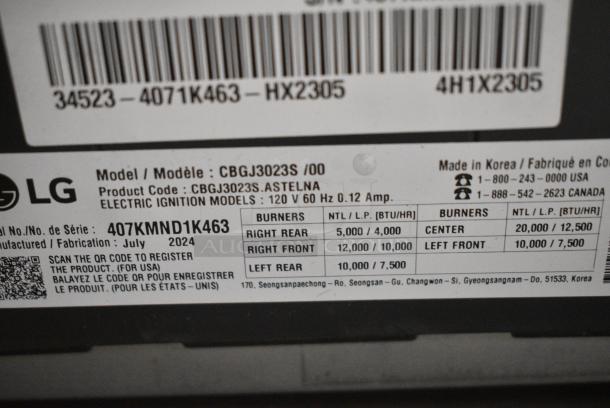 34523-4071K463-HX2305 4H1X2305
LG
Model / Modèle : CBGJ3023S /00
Product Code : CBGJ3023S.ASTELNA
ELECTRIC IGNITION MODELS : 120 V 60 Hz 0.12 Amp.
Made in Korea / Fabriqué en
1-800-243-0000 USA
1-888-542-2623 CANADA
No./No. de Série : 407KMND1K463
July 2024
SCAN THE QR CODE TO REGISTER
THE PRODUCT. (FOR USA)
BALAYEZ LE CODE QR POUR ENREGISTRER
LE PRODUIT. (POUR LES ÉTATS-UNIS)
BURNERS NTL / L.P. [BTU/HR] BURNERS NTL / L.P. [BTU/HR]
RIGHT REAR 5,000 / 4,000 CENTER 20,000 / 12,500
RIGHT FRONT 12,000 / 10,000 LEFT FRONT 10,000 / 7,500
LEFT REAR 10,000 / 7,500
170, Seongsanpaechong-Ro, Seongsan-Gu, Changwon-Si, Gyeongsangnam-Do, 51533, Korea